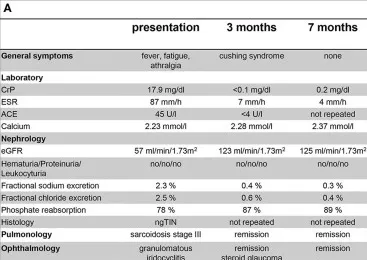 A
presentation 3 months 7 months
General symptoms fever, fatigue, athralgia cushing syndrome none
Laboratory
CrP 17.9 mg/dl <0.1 mg/dl 0.2 mg/dl
ESR 87 mm/h 7 mm/h 4 mm/h
ACE 45 U/l <4 U/l not repeated
Calcium 2.23 mmol/l 2.28 mmol/l 2.37 mmol/l
Nephrology
eGFR 57 ml/min/1.73m² 123 ml/min/1.73m² 125 ml/min/1.73m²
Hematuria/Proteinuria/ Leukocyturia no/no/no no/no/no no/no/no
Fractional sodium excretion 2.3 % 0.4 % 0.3 %
Fractional chloride excretion 2.5 % 0.6 % 0.4 %
Phosphate reabsorption 78 % 87 % 89 %
Histology ngTIN not repeated not repeated
Pulmonology sarcoidosis stage III remission remission
Ophthalmology granulomatous iridocyclitis remission steroid glaucoma remission